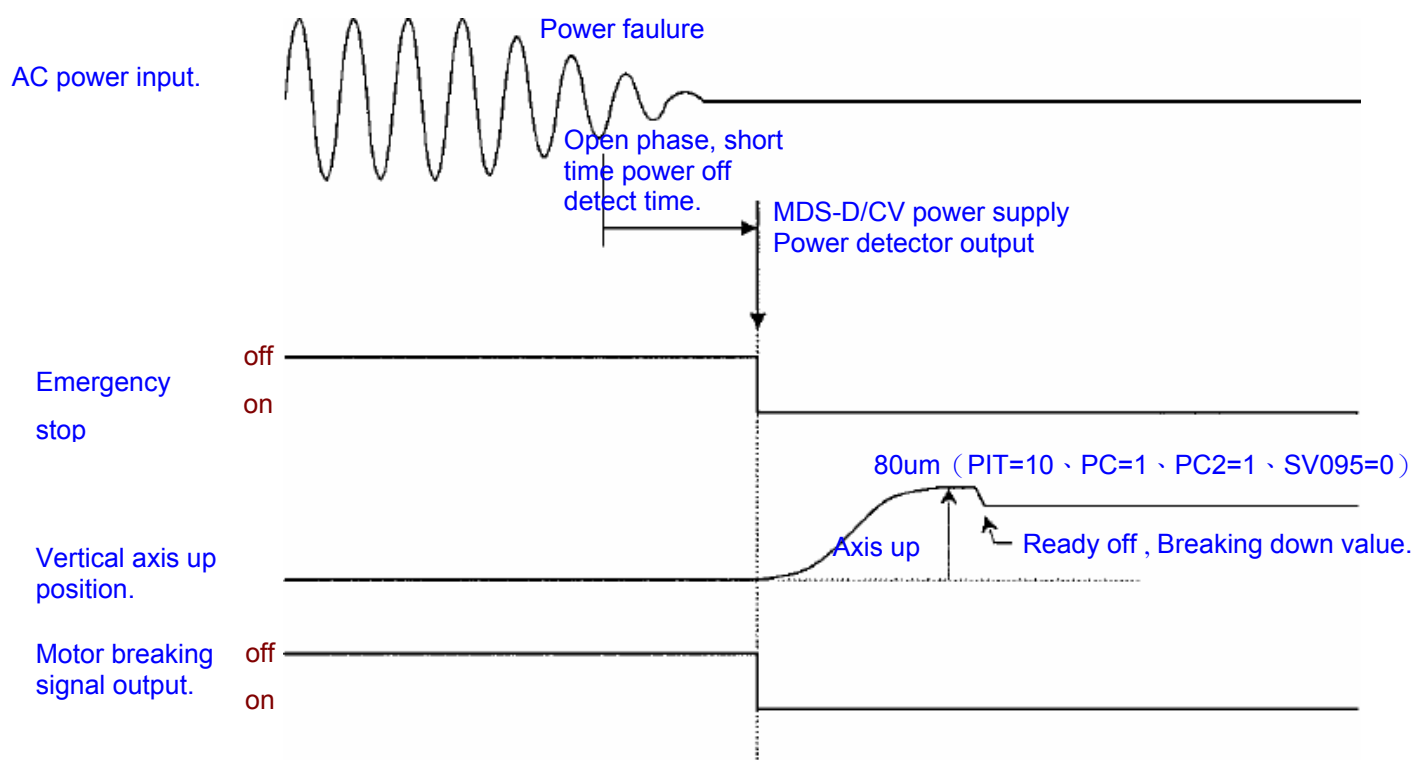 Power faulure
AC power input.
Open phase, short
time power off
detect time.
MDS-D/CV power supply
Power detector output
off
Emergency
on
stop
80um（PIT=10、PC=1、PC2=1、SV095=0）
Axis up
Ready off , Breaking down value.
Vertical axis up
position.
Motor breaking
off
signal output.
on